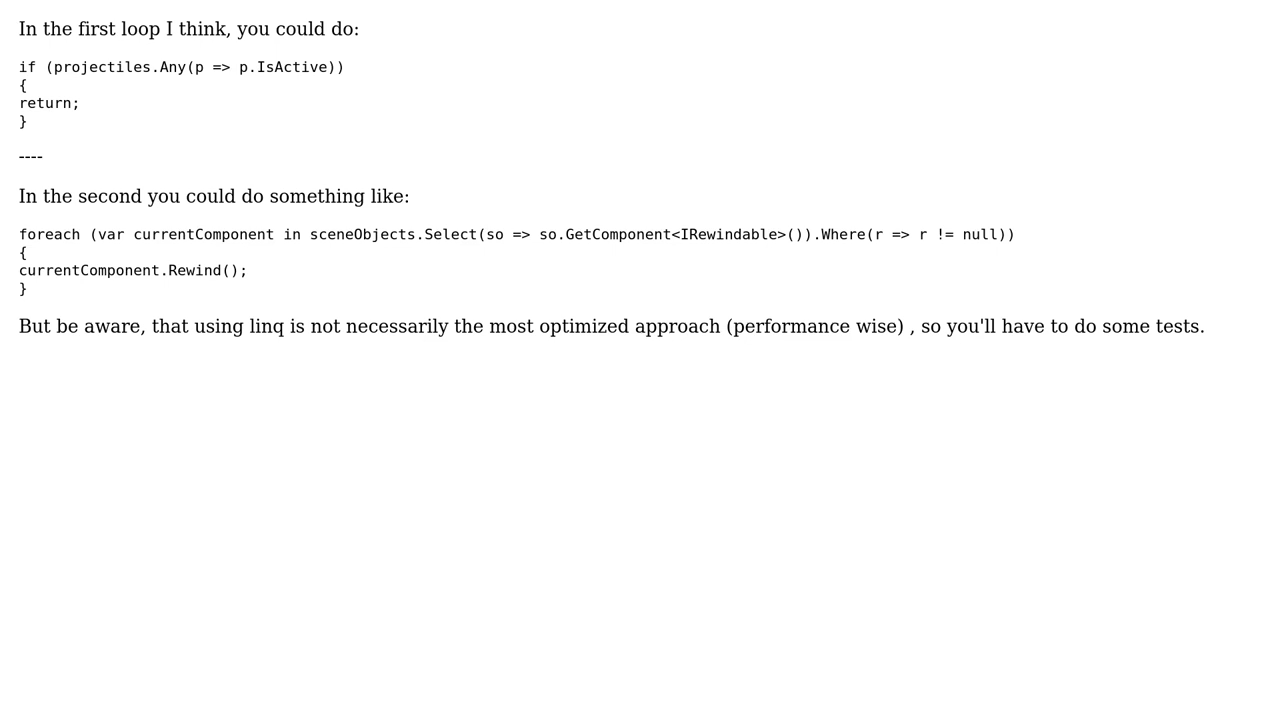 In the first loop I think, you could do:
if (projectiles.Any(p => p.IsActive))
{
return;
}
----
In the second you could do something like:
foreach (var currentComponent in sceneObjects.Select(so => so.GetComponent<IRewindable>()).Where(r => r != null))
{
currentComponent.Rewind();
}
But be aware, that using linq is not necessarily the most optimized approach (performance wise) , so you'll have to do some tests.